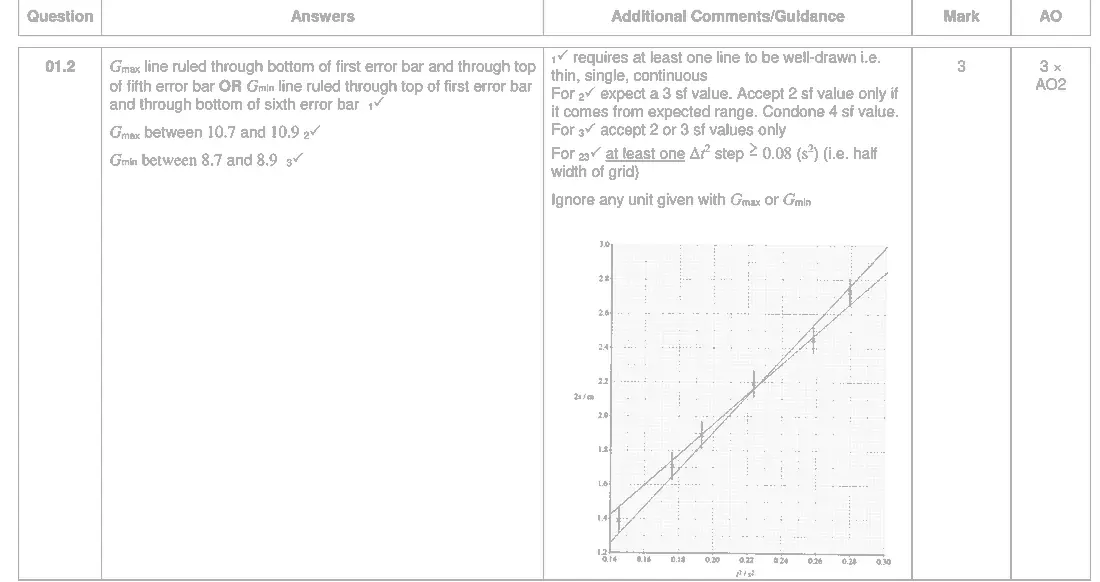 Question Answers Additional Comments/Guidance Mark AO
01.2
Gmax line ruled through bottom of first error bar and through top
of fifth error bar OR Gmin line ruled through top of first error bar
and through bottom of sixth error bar 1✓
Gmax between 10.7 and 10.9 2✓
Gmin between 8.7 and 8.9 3✓
1✓ requires at least one line to be well-drawn i.e.
thin, single, continuous
For 2✓ expect a 3 sf value. Accept 2 sf value only if
it comes from expected range. Condone 4 sf value.
For 3✓ accept 2 or 3 sf values only
For 23✓ at least one Δt² step ≥ 0.08 (s²) (i.e. half
width of grid)
Ignore any unit given with Gmax or Gmin
3.0
2.8
2.6
2.4
2.2
2s / m
2.0
1.8
1.6
1.4
1.2
0.14 0.16 0.18 0.20 0.22 0.24 0.26 0.28 0.30
t² / s²
3
3 ×
AO2